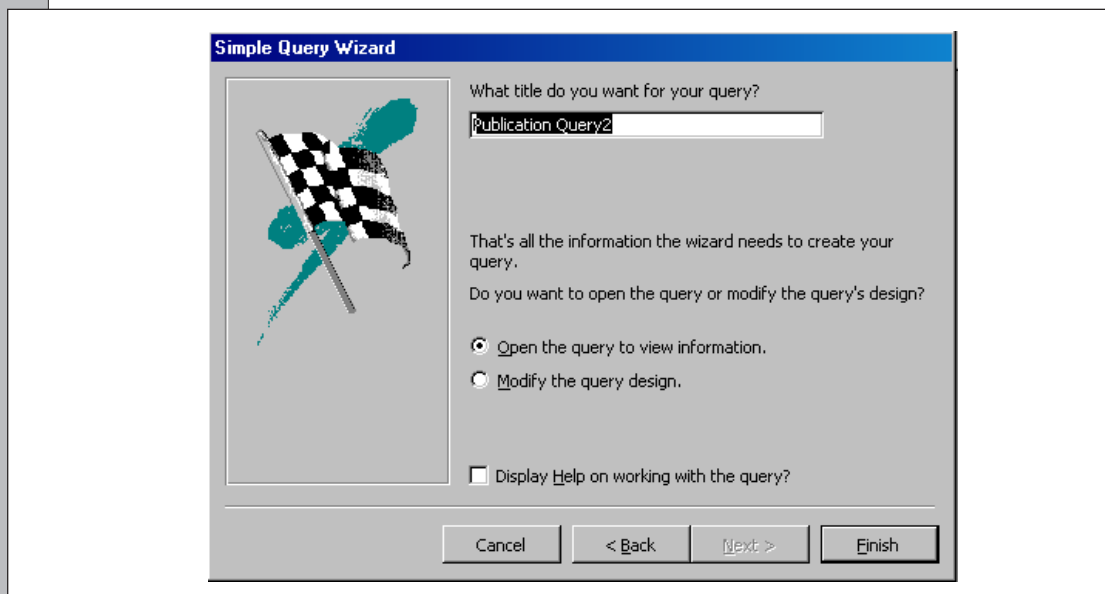 Simple Query Wizard
What title do you want for your query?
Publication Query2
That's all the information the wizard needs to create your
query.
Do you want to open the query or modify the query's design?
Open the query to view information.
Modify the query design.
Display Help on working with the query?
Cancel
< Back
Next >
Finish